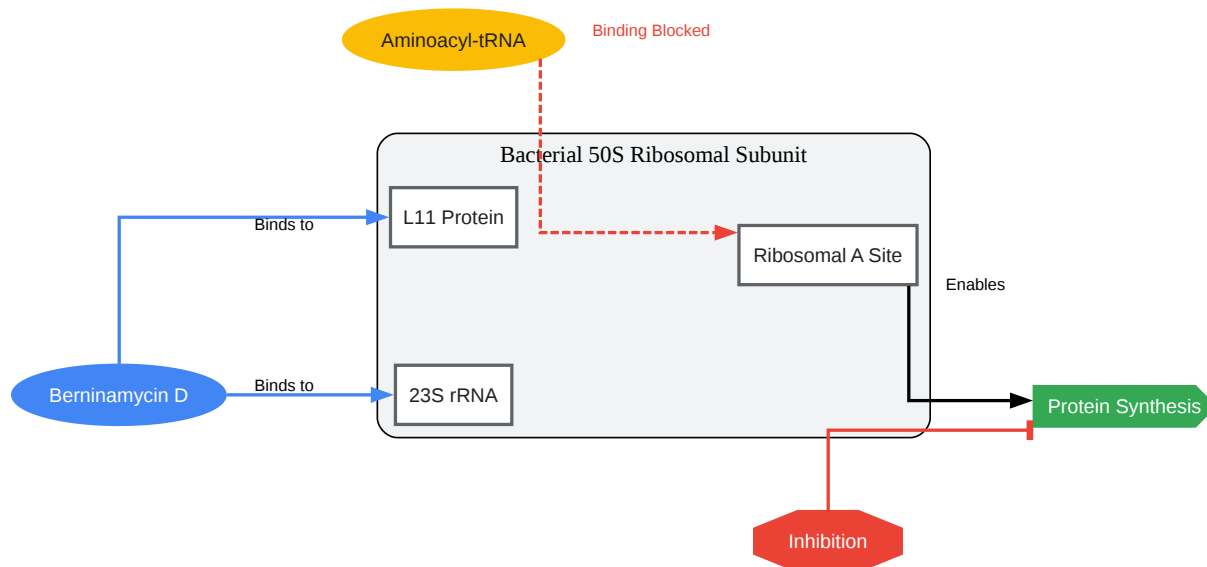 Aminoacyl-tRNA
Binding Blocked
Bacterial 50S Ribosomal Subunit
L11 Protein
Binds to
Ribosomal A Site
Enables
Binds to
Berninamycin D
23S rRNA
Protein Synthesis
Inhibition